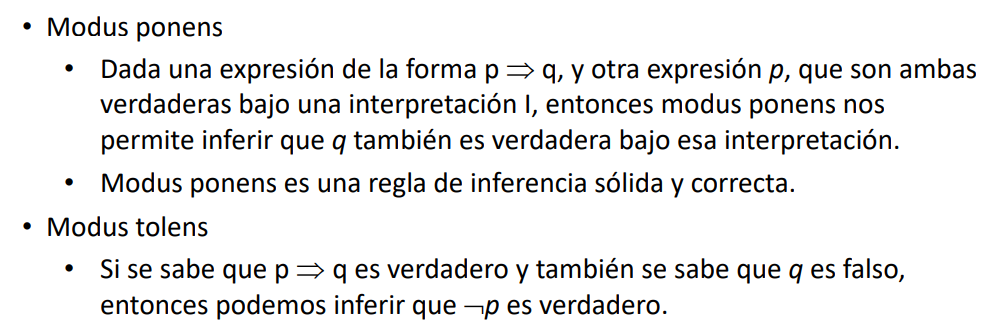 • Modus ponens
• Dada una expresión de la forma p ⇒ q, y otra expresión p, que son ambas
verdaderas bajo una interpretación I, entonces modus ponens nos
permite inferir que q también es verdadera bajo esa interpretación.
• Modus ponens es una regla de inferencia sólida y correcta.
• Modus tolens
• Si se sabe que p ⇒ q es verdadero y también se sabe que q es falso,
entonces podemos inferir que ¬p es verdadero.